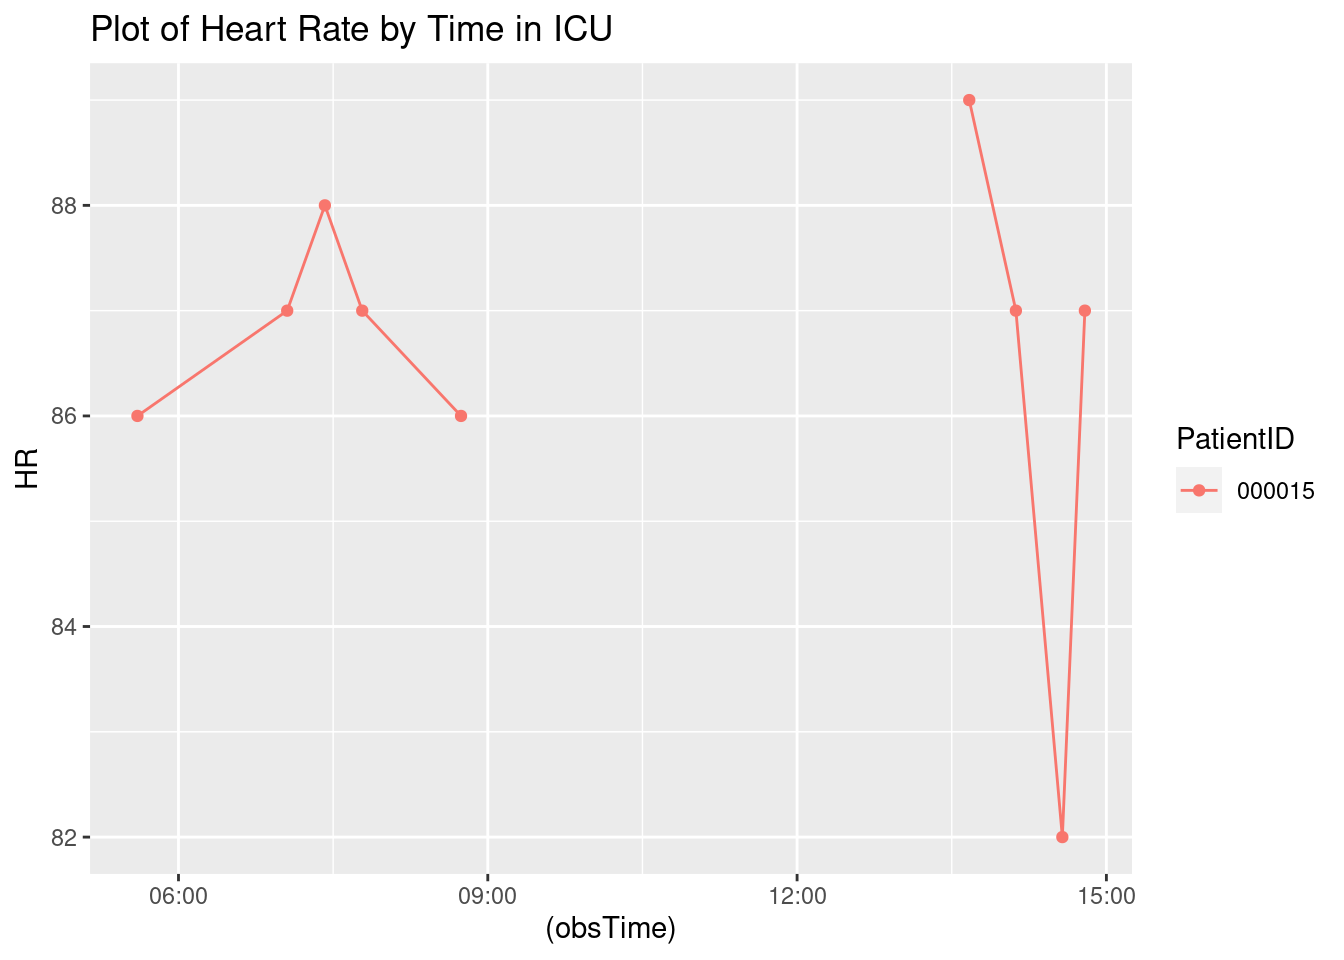 Plot of Heart Rate by Time in ICU
88
86
84
82
HR
06:00 09:00 12:00 15:00
(obsTime)
PatientID
000015